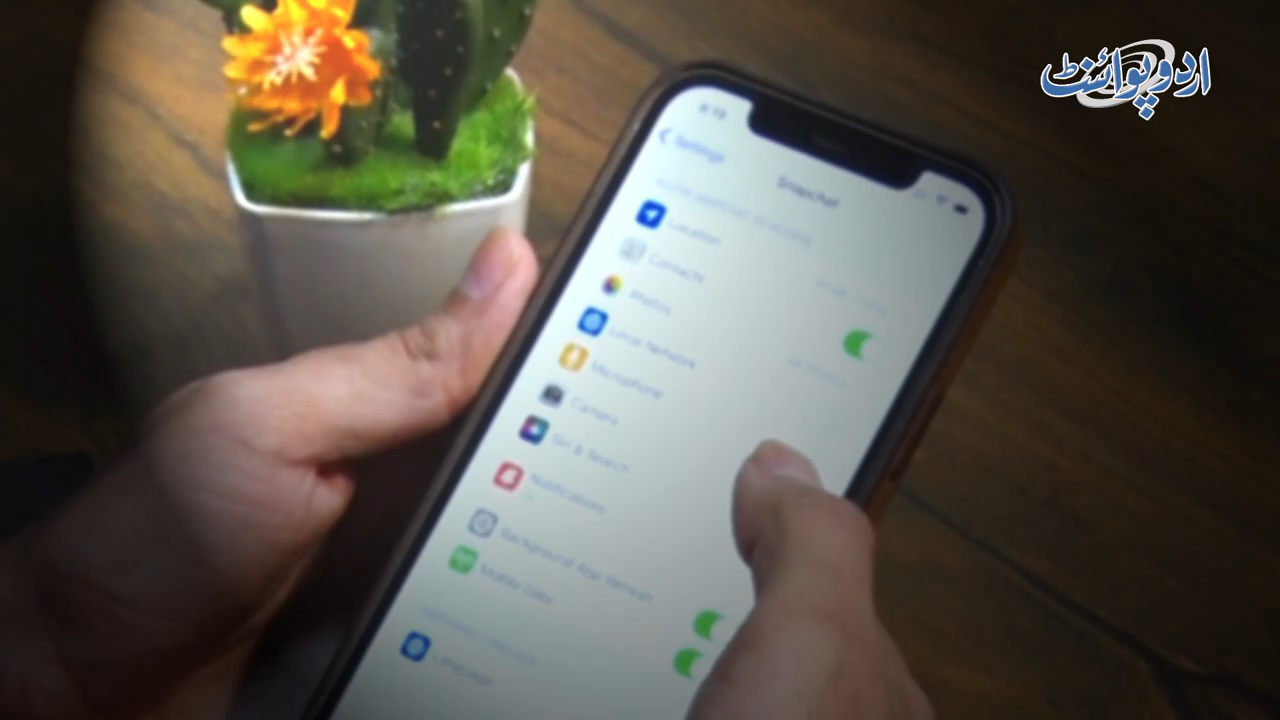 اردو پوائنٹ
Settings
Snapchat
Location
Contacts
Photos
Local Network
Microphone
Camera
Siri & Search
Notifications
Background App Refresh
Mobile Data
Language